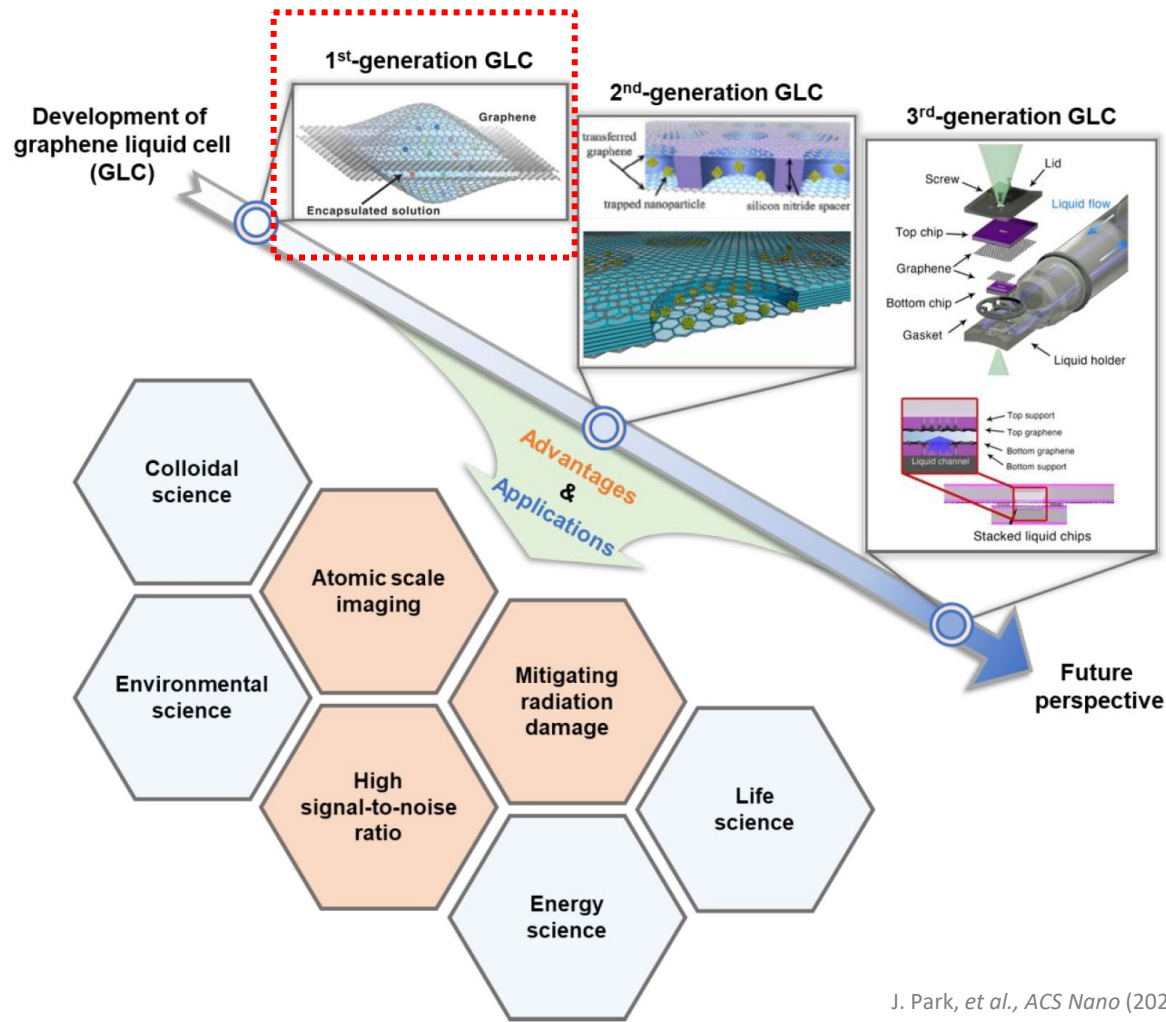 1st-generation GLC
Graphene
Encapsulated solution
Development of
graphene liquid cell
(GLC)
2nd-generation GLC
transferred
graphene
trapped nanoparticle
silicon nitride spacer
3rd-generation GLC
Lid
Screw
Liquid flow
Top chip
Graphene
Bottom chip
Gasket
Liquid holder
Top support
Top graphene
Bottom graphene
Bottom support
Liquid channel
Stacked liquid chips
Advantages
&
Applications
Future
perspective
Colloidal
science
Atomic scale
imaging
Environmental
science
Mitigating
radiation
damage
High
signal-to-noise
ratio
Life
science
Energy
science
J. Park, et al., ACS Nano (202